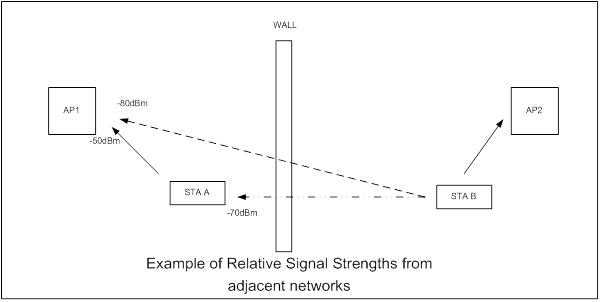 WALL
AP1
-80dBm
AP2
-50dBm
STA A
STA B
-70dBm
Example of Relative Signal Strengths from
adjacent networks